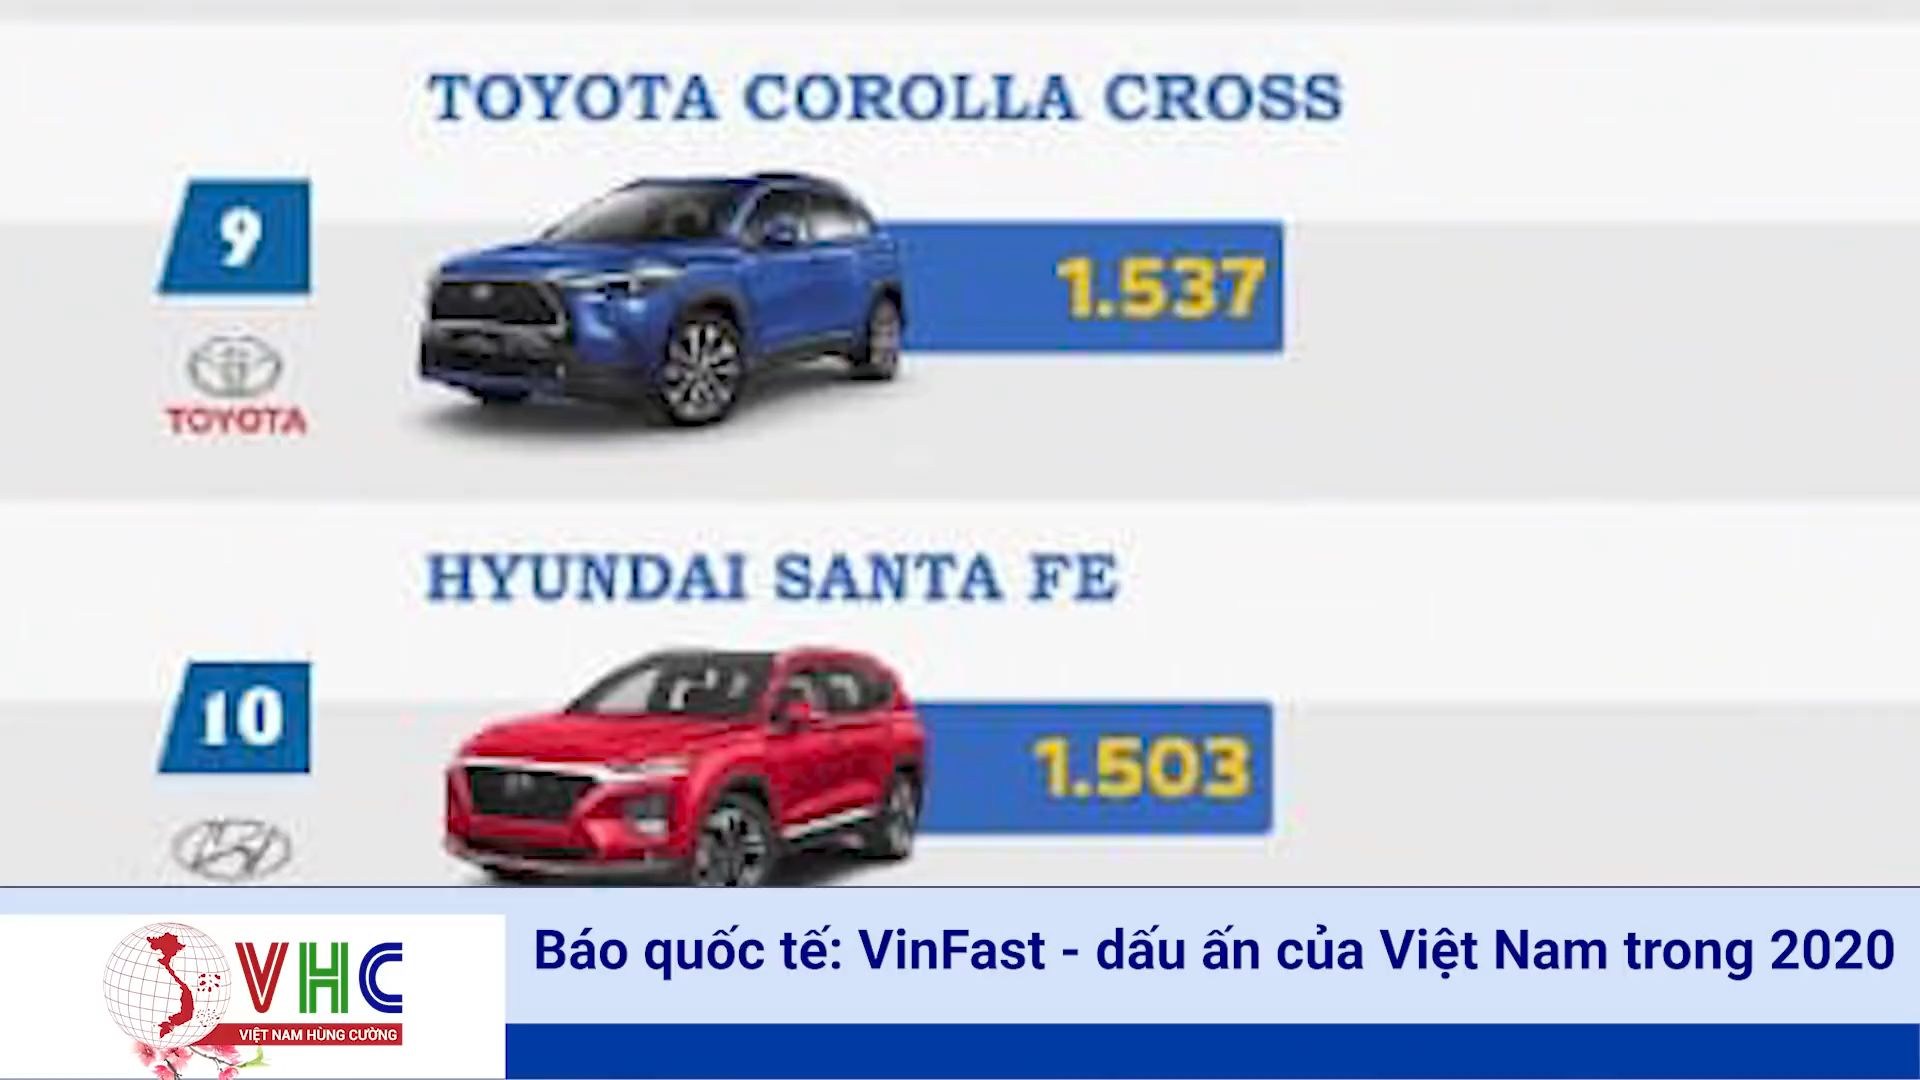 TOYOTA COROLLA CROSS
9
1.537
TOYOTA
HYUNDAI SANTA FE
10
1.503
Báo quốc tế: VinFast - dấu ấn của Việt Nam trong 2020
VHC
VIỆT NAM HÙNG CƯỜNG